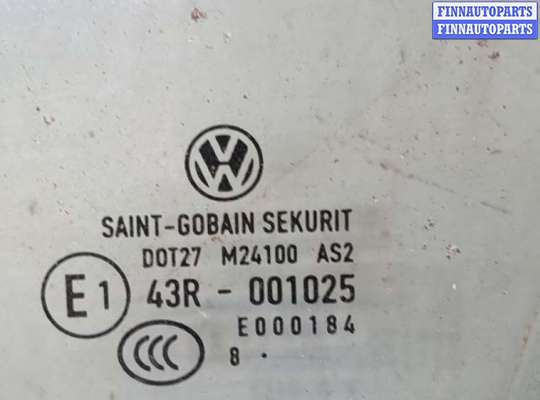 FINNAUTOPARTS
FINNAUTOPARTS
VW
SAINT-GOBAIN SEKURIT
DOT27 M24100 AS2
E1 43R - 001025
E000184
CCC 8 .